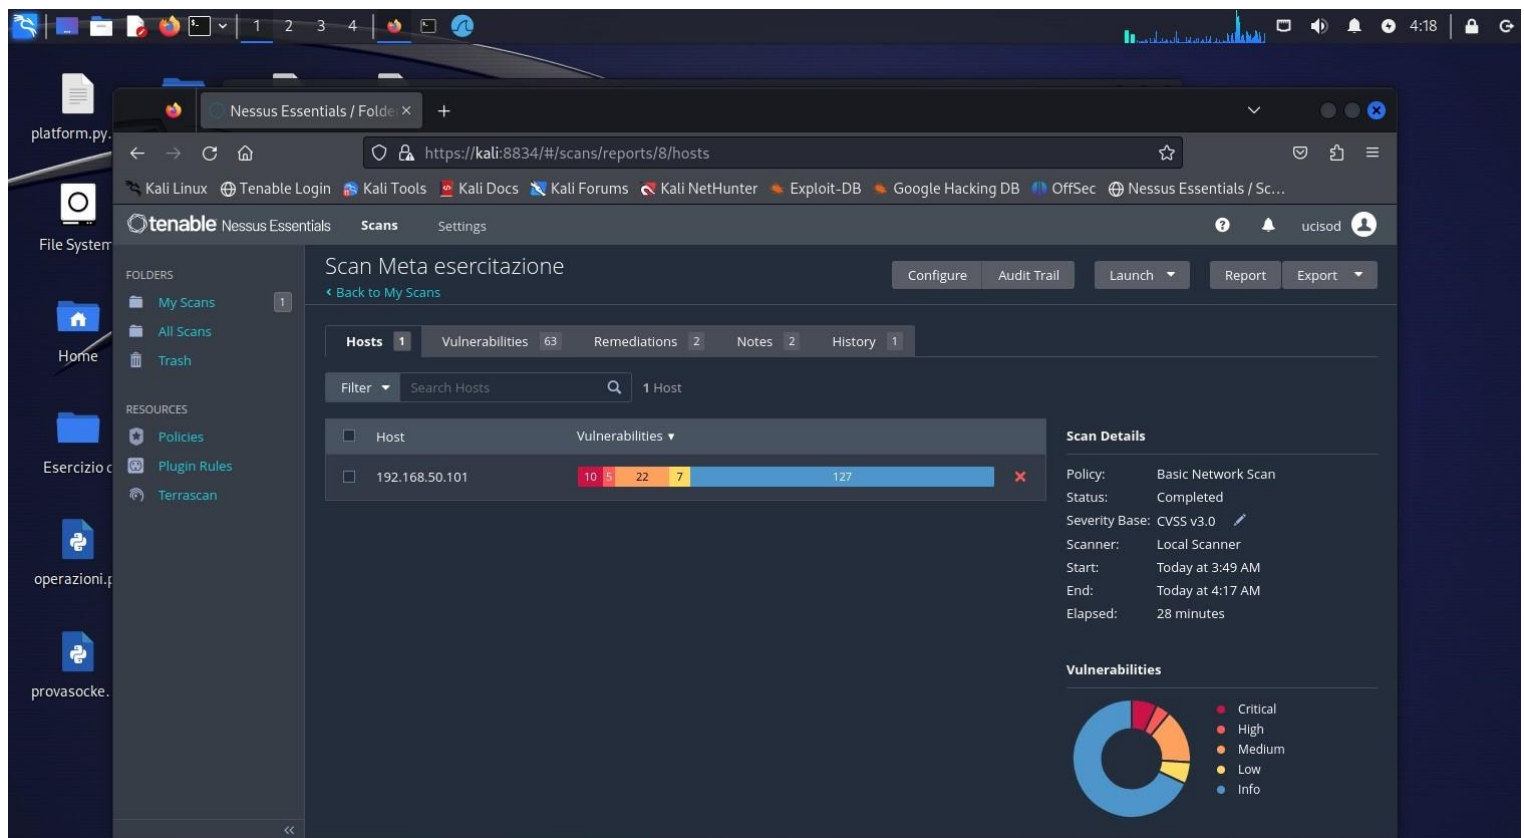 1 2 3 4
4:18
platform.py.
File System
Home
Esercizio c
operazioni.p
provasocke.
Nessus Essentials / Folde
https://kali:8834/#/scans/reports/8/hosts
Kali Linux Tenable Login Kali Tools Kali Docs Kali Forums Kali NetHunter Exploit-DB Google Hacking DB OffSec Nessus Essentials / Sc...
tenable Nessus Essentials Scans Settings ucisod
FOLDERS
My Scans 1
All Scans
Trash
RESOURCES
Policies
Plugin Rules
Terrascan
Scan Meta esercitazione
Back to My Scans
Configure Audit Trail Launch Report Export
Hosts 1 Vulnerabilities 63 Remediations 2 Notes 2 History 1
Filter Search Hosts 1 Host
Host Vulnerabilities
192.168.50.101 10 5 22 7 127
Scan Details
Policy: Basic Network Scan
Status: Completed
Severity Base: CVSS v3.0
Scanner: Local Scanner
Start: Today at 3:49 AM
End: Today at 4:17 AM
Elapsed: 28 minutes
Vulnerabilities
Critical
High
Medium
Low
Info